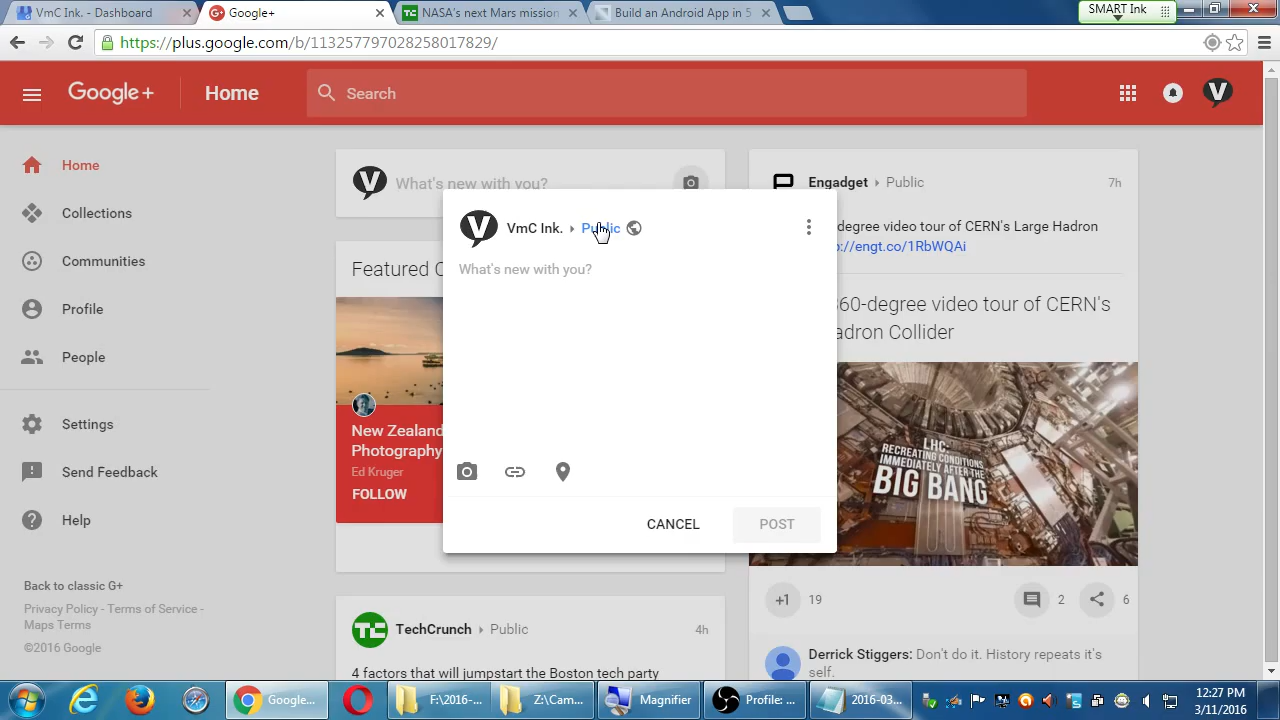 VmC Ink. - Dashboard
Google+
NASA's next Mars mission
Build an Android App in 5
SMART Ink
https://plus.google.com/b/113257797028258017829/
Google+
Home
Search
V
Home
Collections
Communities
Profile
People
Settings
Send Feedback
Help
Back to classic G+
Privacy Policy - Terms of Service -
Maps Terms
©2016 Google
V
What's new with you?
Featured C
New Zealand
Photography
Ed Kruger
FOLLOW
V
VmC Ink.
Public
What's new with you?
CANCEL
POST
TC
TechCrunch
Public
4h
4 factors that will jumpstart the Boston tech party
Engadget
Public
7h
-degree video tour of CERN's Large Hadron
://engt.co/1RbWQAi
360-degree video tour of CERN's
adron Collider
LHC:
RECREATING CONDITIONS
IMMEDIATELY AFTER THE
BIG BANG
+1
19
2
6
Derrick Stiggers: Don't do it. History repeats it's
self.
Google...
F:\2016-...
Z:\Cam...
Magnifier
Profile: ...
2016-03...
12:27 PM
3/11/2016